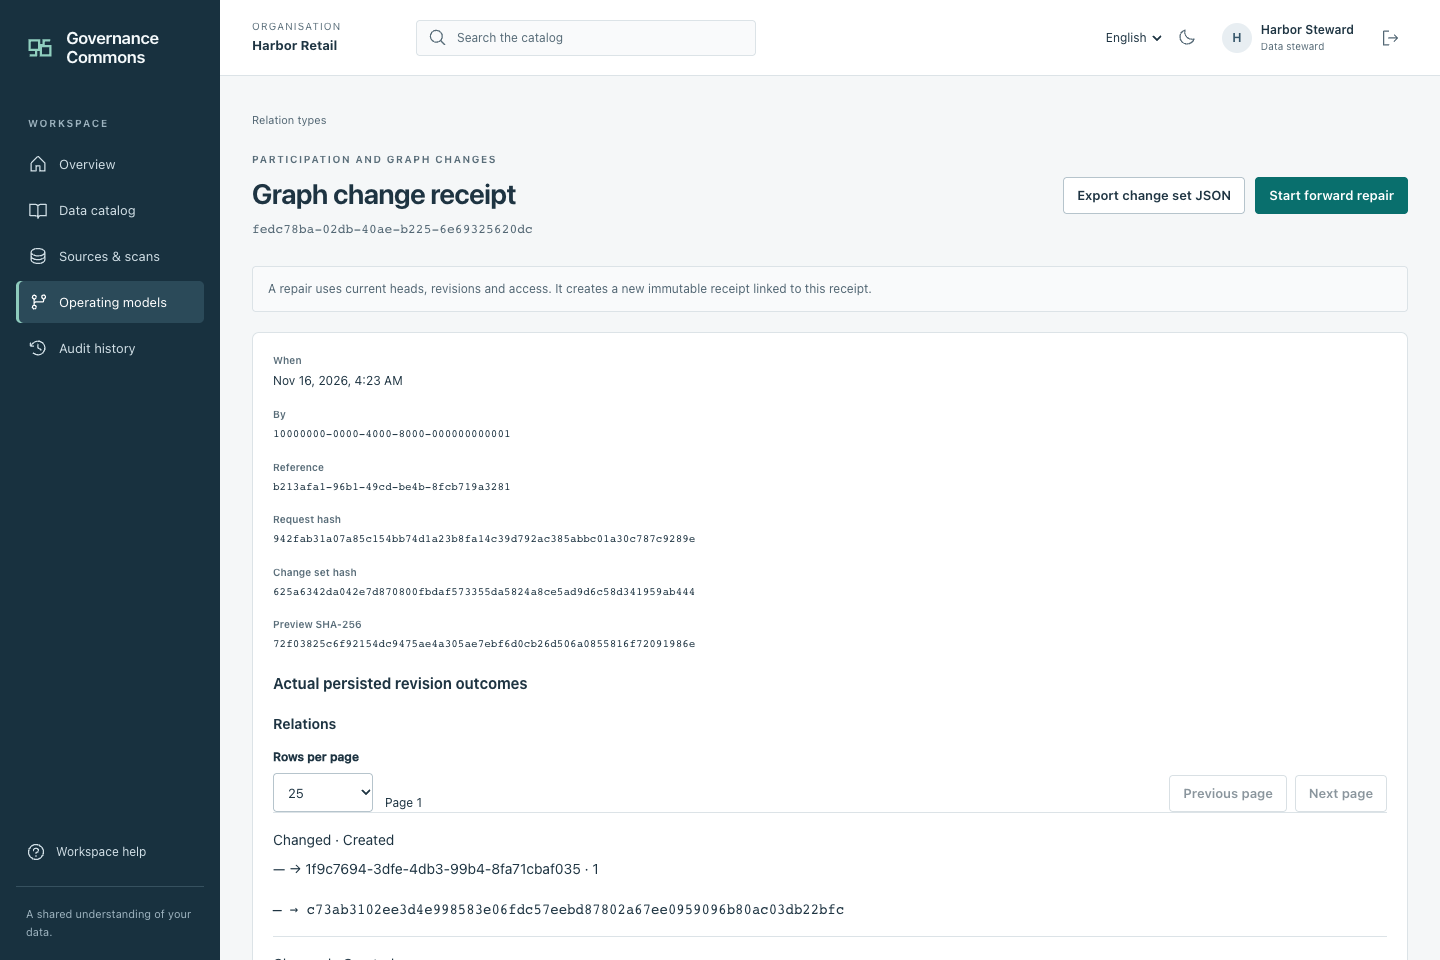 Governance
Commons
WORKSPACE
Overview
Data catalog
Sources & scans
Operating models
Audit history
Workspace help
A shared understanding of your
data.
ORGANISATION
Harbor Retail
Search the catalog
English
H
Harbor Steward
Data steward
Relation types
PARTICIPATION AND GRAPH CHANGES
Graph change receipt
fedc78ba-02db-40ae-b225-6e69325620dc
Export change set JSON
Start forward repair
A repair uses current heads, revisions and access. It creates a new immutable receipt linked to this receipt.
When
Nov 16, 2026, 4:23 AM
By
10000000-0000-4000-8000-000000000001
Reference
b213afa1-96b1-49cd-be4b-8fcb719a3281
Request hash
942fab31a07a85c154bb74d1a23b8fa14c39d792ac385abbc01a30c787c9289e
Change set hash
625a6342da042e7d870800fbdaf573355da5824a8ce5ad9d6c58d341959ab444
Preview SHA-256
72f03825c6f92154dc9475ae4a305ae7ebf6d0cb26d506a0855816f72091986e
Actual persisted revision outcomes
Relations
Rows per page
25
Page 1
Previous page
Next page
Changed · Created
— → 1f9c7694-3dfe-4db3-99b4-8fa71cbaf035 · 1
— → c73ab3102ee3d4e998583e06fdc57eebd87802a67ee0959096b80ac03db22bfc